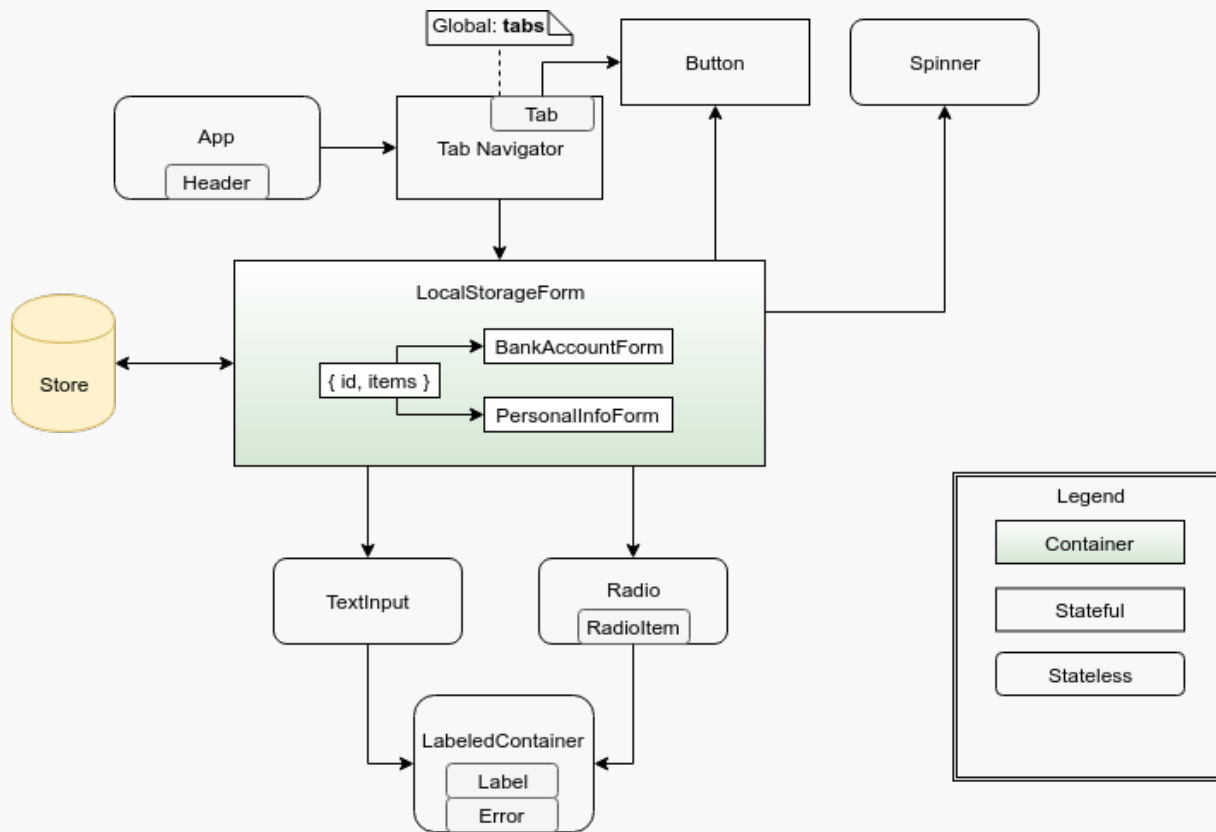 Global: tabs
Button
Spinner
Tab
App
Tab Navigator
Header
LocalStorageForm
BankAccountForm
{ id, items }
Store
PersonalInfoForm
Legend
Container
TextInput
Radio
Stateful
RadioItem
Stateless
LabeledContainer
Label
Error